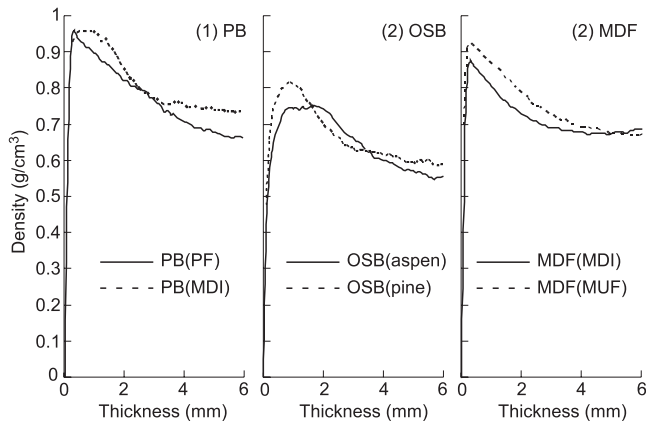 (1) PB
(2) OSB
(2) MDF
Density (g/cm³)
1
0.9
0.8
0.7
0.6
0.5
0.4
0.3
0.2
0.1
0
PB(PF)
PB(MDI)
OSB(aspen)
OSB(pine)
MDF(MDI)
MDF(MUF)
0 2 4 6
0 2 4 6
0 2 4 6
Thickness (mm)
Thickness (mm)
Thickness (mm)